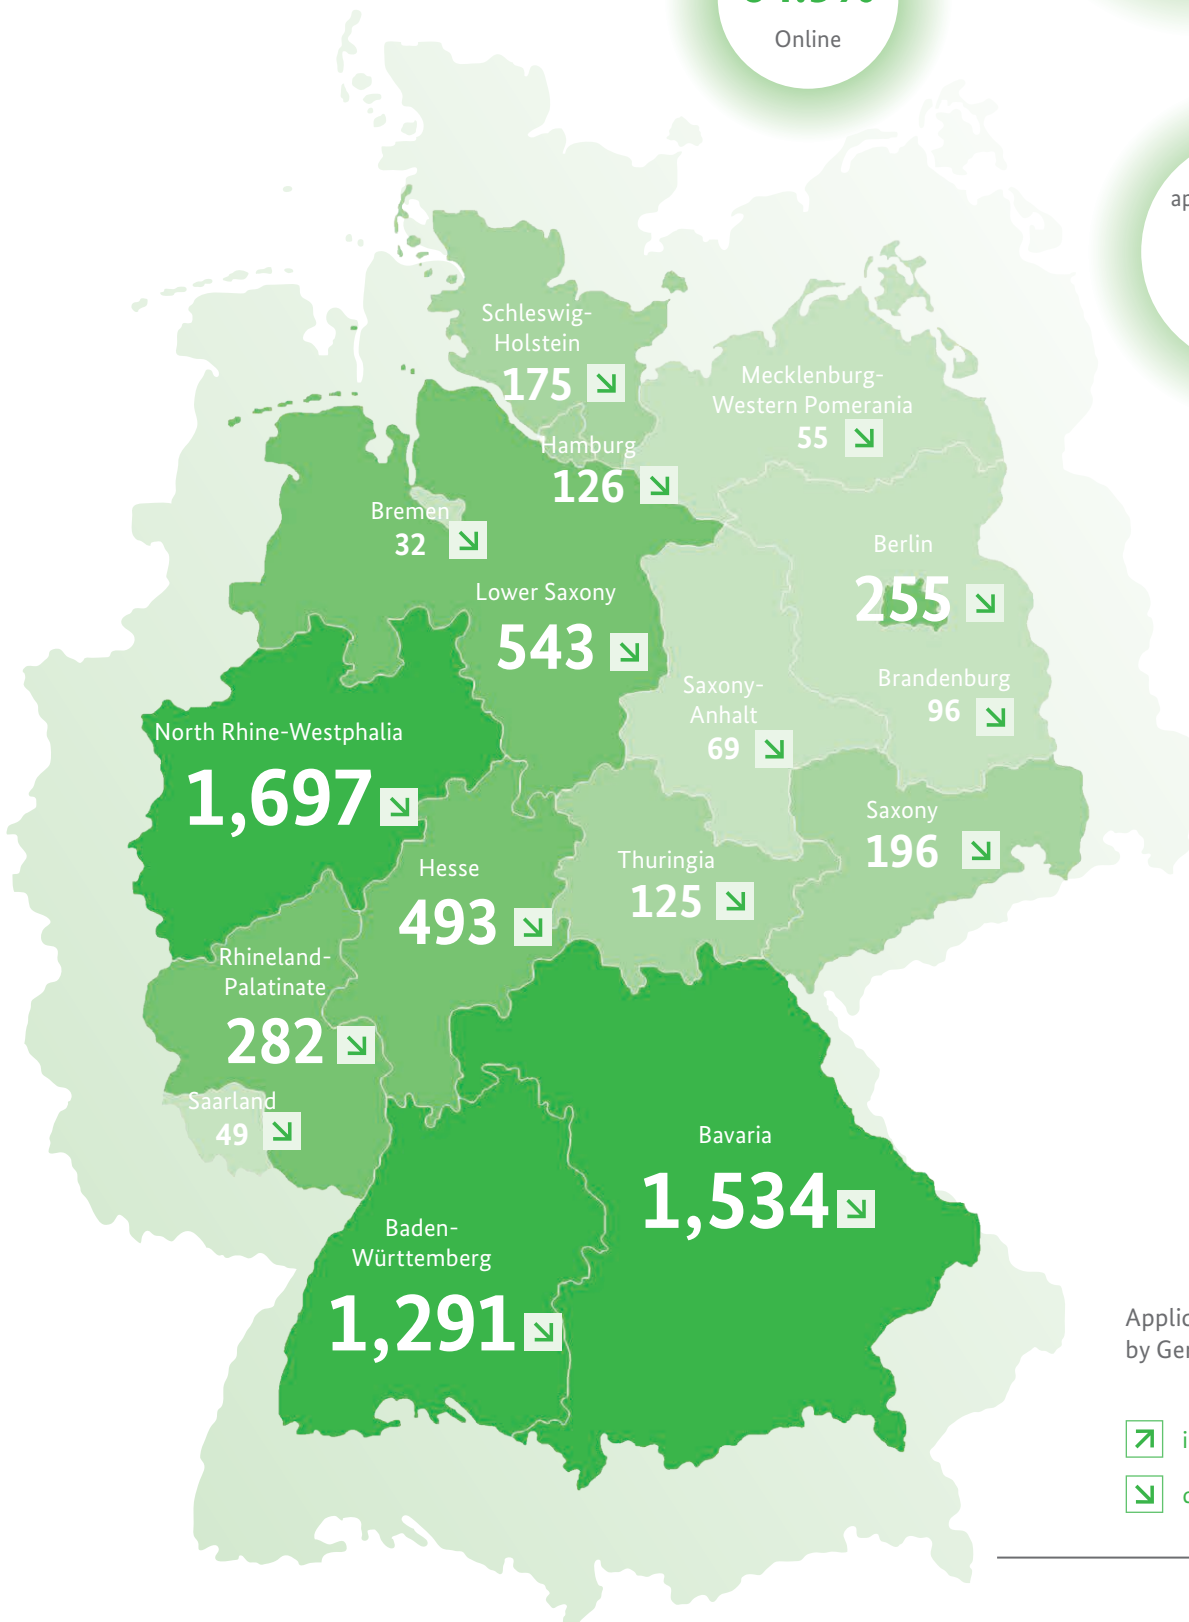 Online
Schleswig-
Holstein
175
Mecklenburg-
Western Pomerania
55
Hamburg
126
Bremen
32
Berlin
255
Lower Saxony
543
Brandenburg
96
Saxony-
Anhalt
69
North Rhine-Westphalia
1,697
Saxony
196
Hesse
493
Thuringia
125
Rhineland-
Palatinate
282
Saarland
49
Bavaria
1,534
Baden-
Württemberg
1,291
by